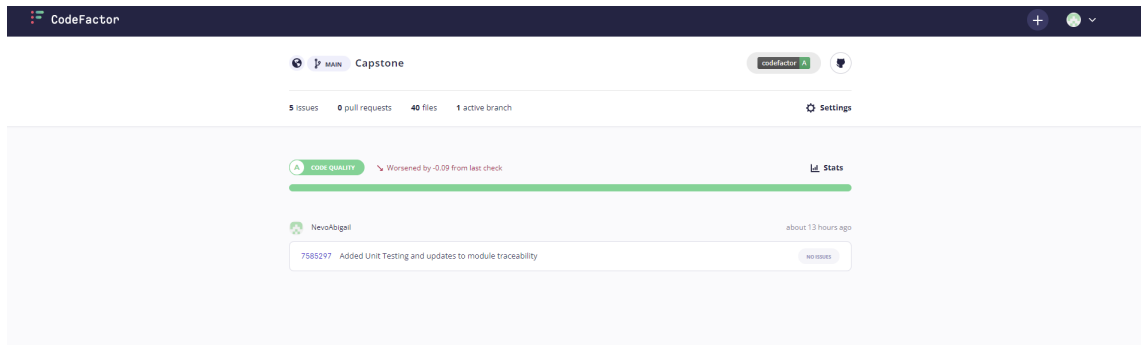 CodeFactor
MAIN Capstone
codefactor A
5 issues 0 pull requests 40 files 1 active branch
Settings
A CODE QUALITY Worsened by -0.09 from last check
Stats
NevoAbigail about 13 hours ago
7585297 Added Unit Testing and updates to module traceability NO ISSUES